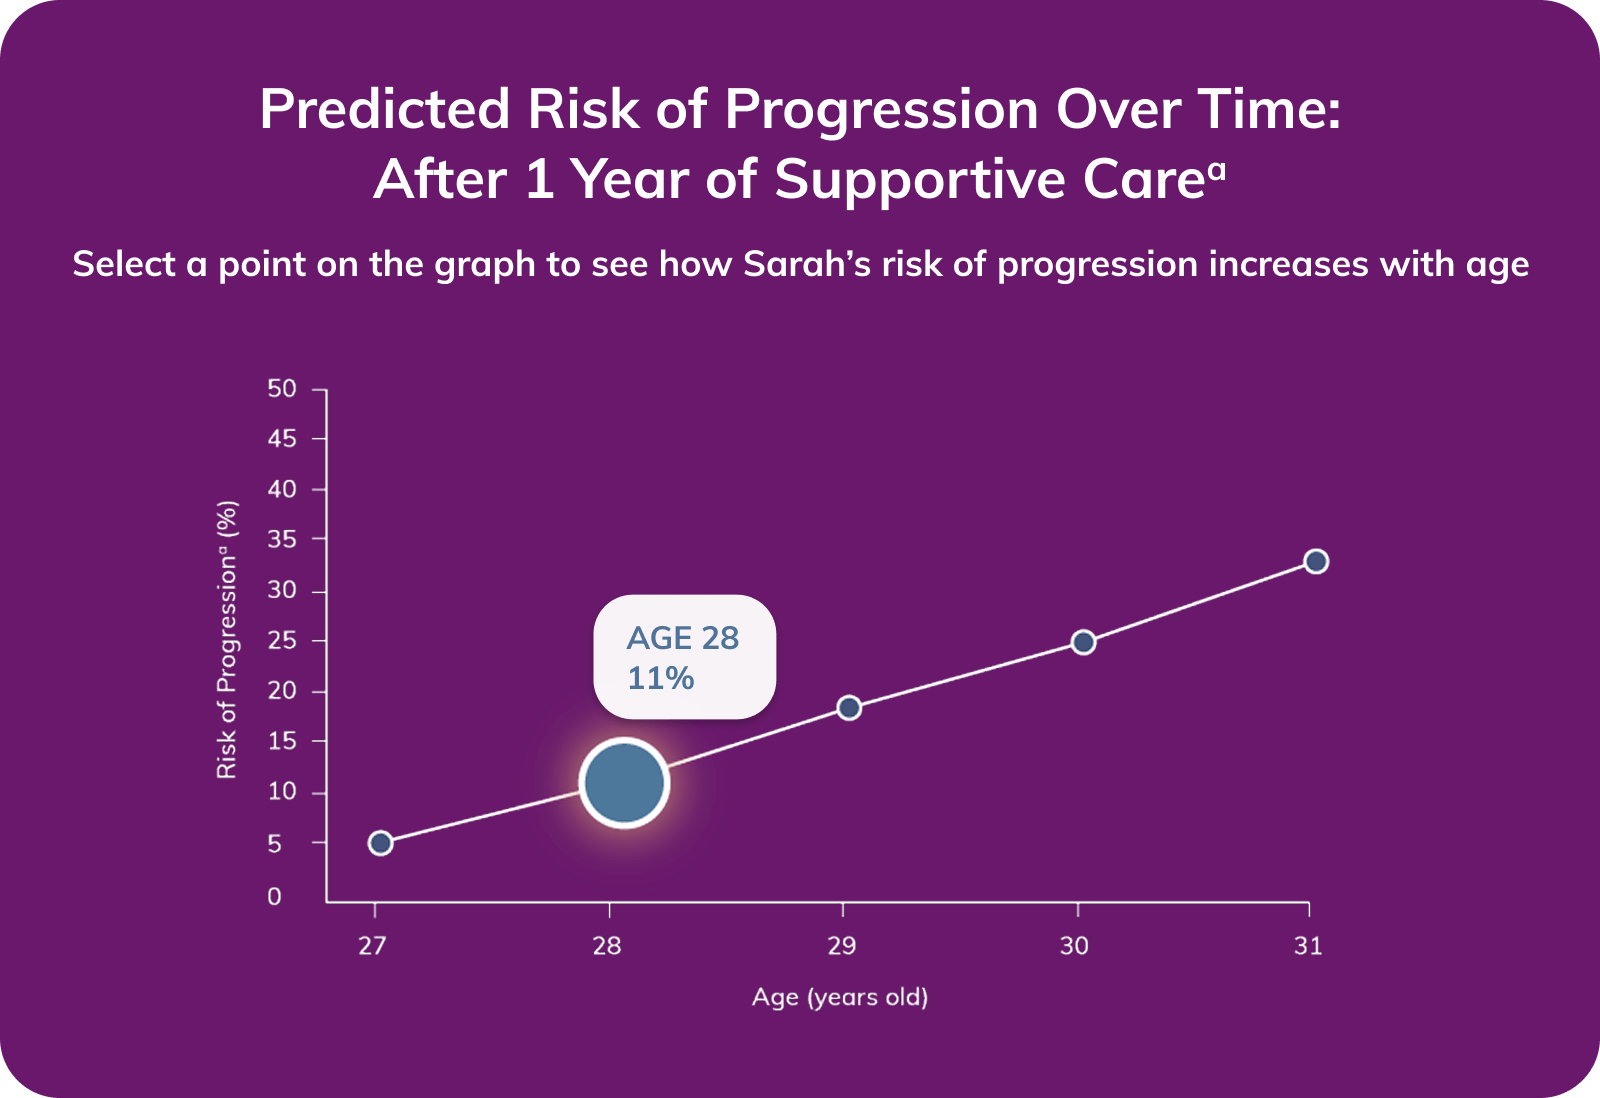 Predicted Risk of Progression Over Time:
After 1 Year of Supportive Careᵃ
Select a point on the graph to see how Sarah’s risk of progression increases with age
50
45
40
35
30
25
20
15
10
5
0
Risk of Progressionᵃ (%)
AGE 28
11%
27 28 29 30 31
Age (years old)